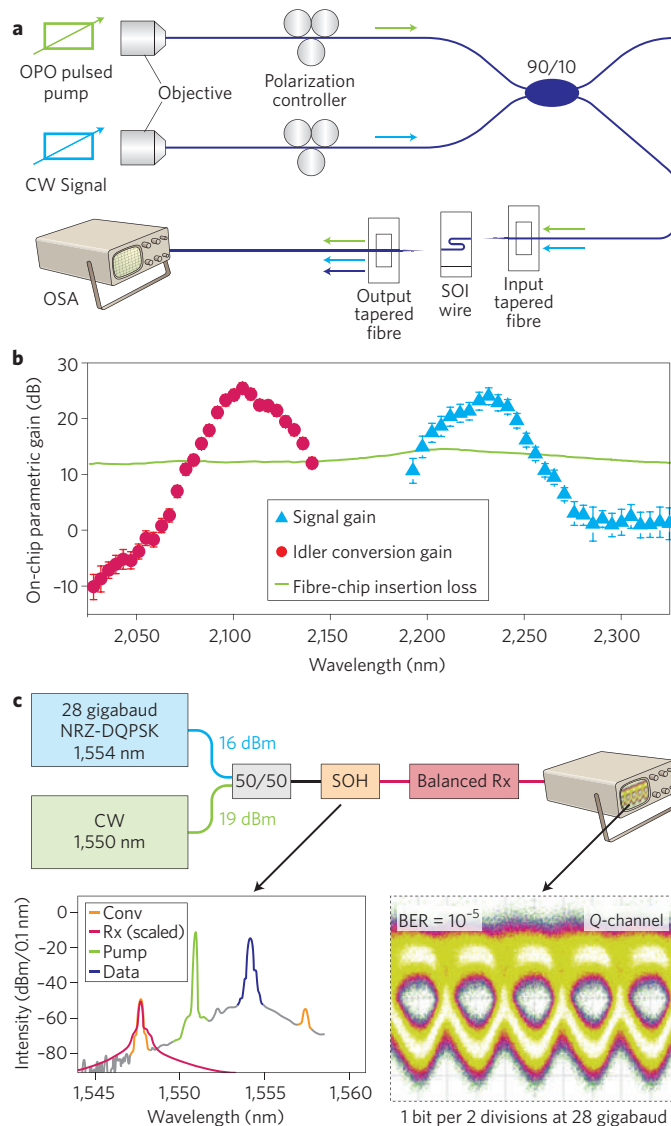 a
OPO pulsed
pump
Objective
Polarization
controller
90/10
CW Signal
OSA
Output
tapered
fibre
SOI
wire
Input
tapered
fibre
b
On-chip parametric gain (dB)
30
20
10
0
–10
Signal gain
Idler conversion gain
Fibre-chip insertion loss
2,050
2,100
2,150
2,200
2,250
2,300
Wavelength (nm)
c
28 gigabaud
NRZ-DQPSK
1,554 nm
16 dBm
50/50
SOH
Balanced Rx
CW
1,550 nm
19 dBm
Intensity (dBm/0.1 nm)
0
–20
–40
–60
–80
Conv
Rx (scaled)
Pump
Data
1,545
1,550
1,555
1,560
Wavelength (nm)
BER = 10⁻⁵
Q-channel
1 bit per 2 divisions at 28 gigabaud